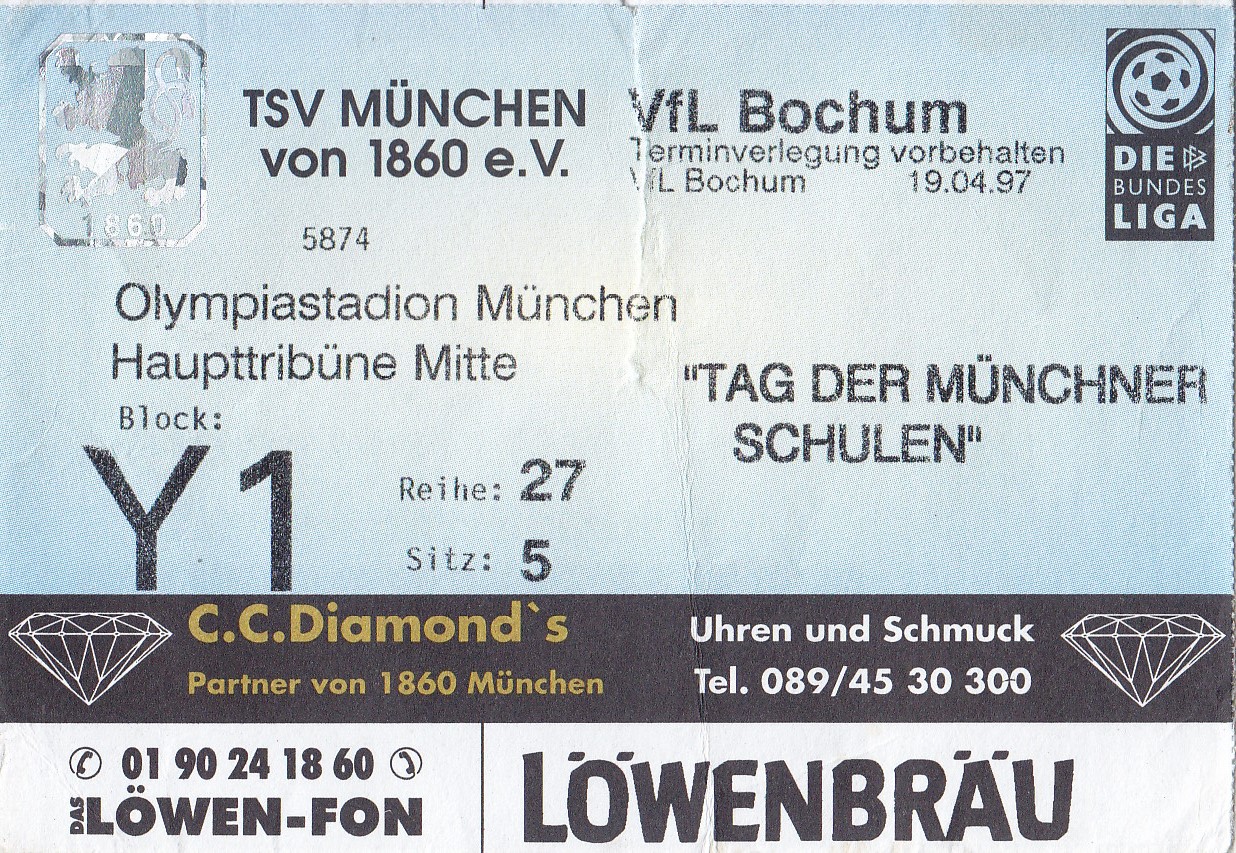 1860
TSV MÜNCHEN
von 1860 e.V.
VfL Bochum
Terminverlegung vorbehalten
VfL Bochum 19.04.97
DIE
BUNDES
LIGA
5874
Olympiastadion München
Haupttribüne Mitte
"TAG DER MÜNCHNER
SCHULEN"
Block:
Y1
Reihe: 27
Sitz: 5
C.C.Diamond`s
Partner von 1860 München
Uhren und Schmuck
Tel. 089/45 30 300
01 90 24 18 60
DAS LÖWEN-FON
LÖWENBRÄU